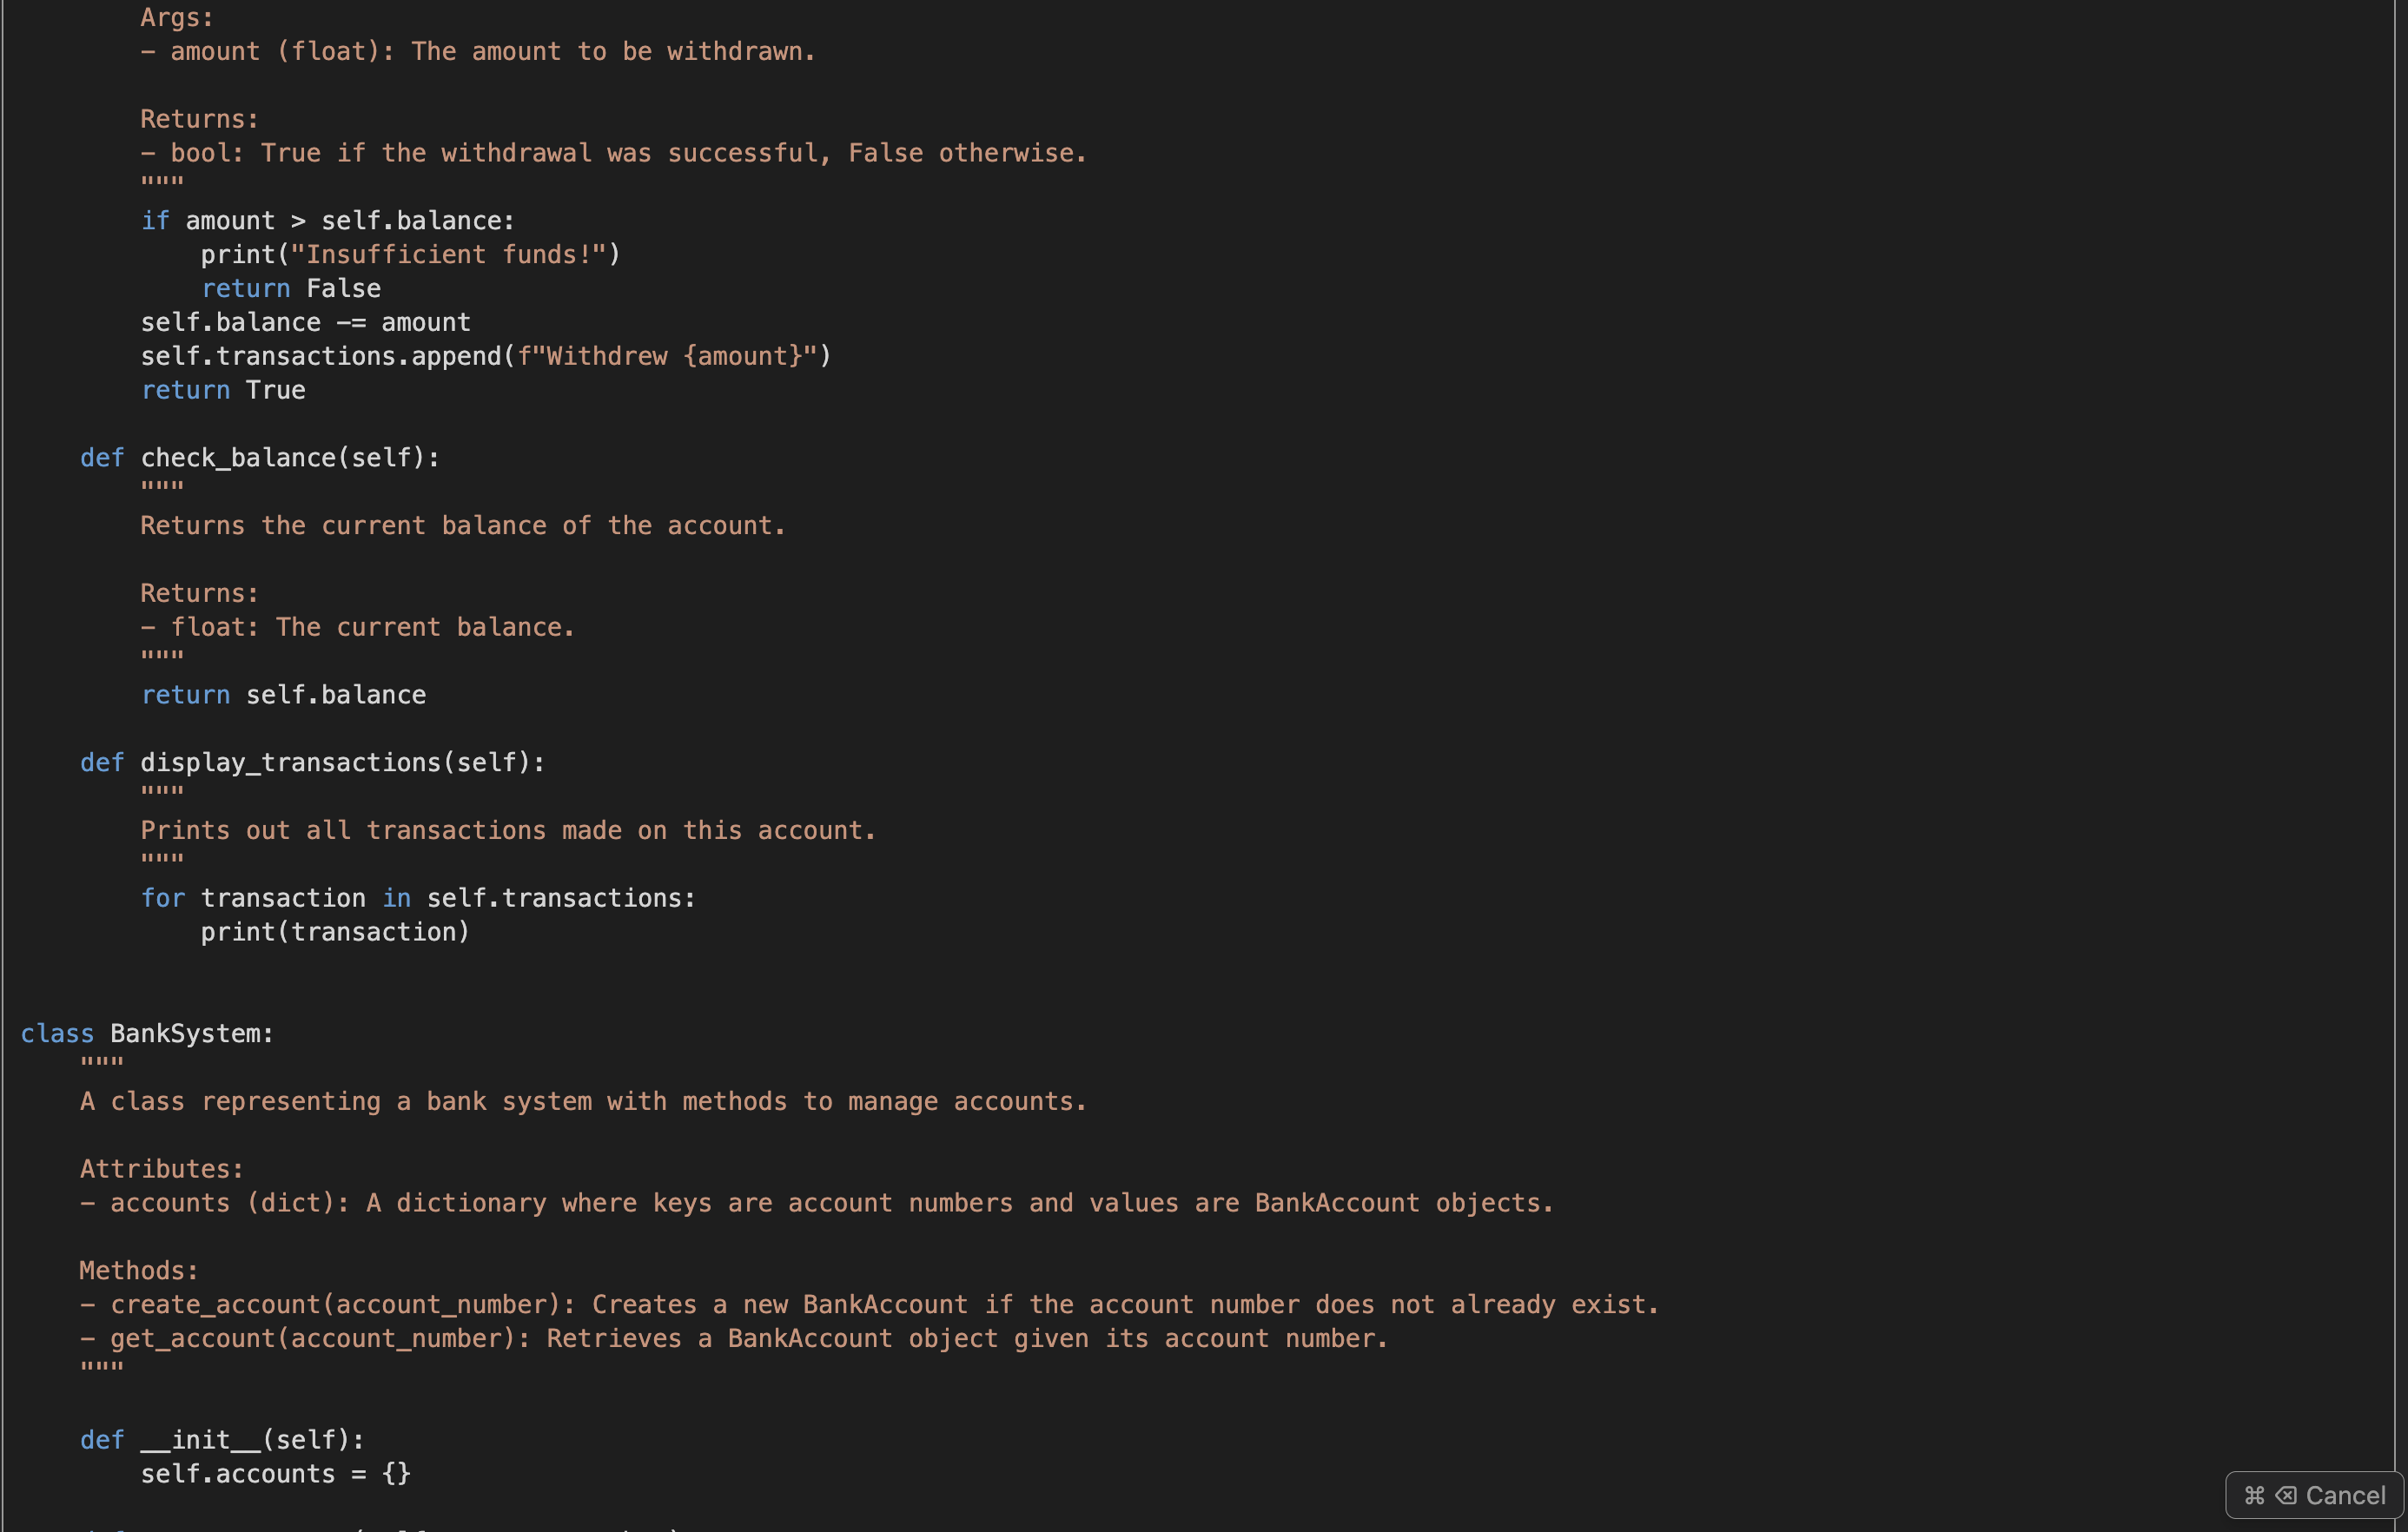 Args:
- amount (float): The amount to be withdrawn.
Returns:
- bool: True if the withdrawal was successful, False otherwise.
"""
if amount > self.balance:
print("Insufficient funds!")
return False
self.balance -= amount
self.transactions.append(f"Withdrew {amount}")
return True
def check_balance(self):
"""
Returns the current balance of the account.
Returns:
- float: The current balance.
"""
return self.balance
def display_transactions(self):
"""
Prints out all transactions made on this account.
"""
for transaction in self.transactions:
print(transaction)
class BankSystem:
"""
A class representing a bank system with methods to manage accounts.
Attributes:
- accounts (dict): A dictionary where keys are account numbers and values are BankAccount objects.
Methods:
- create_account(account_number): Creates a new BankAccount if the account number does not already exist.
- get_account(account_number): Retrieves a BankAccount object given its account number.
"""
def __init__(self):
self.accounts = {}
⌘ ⌫ Cancel